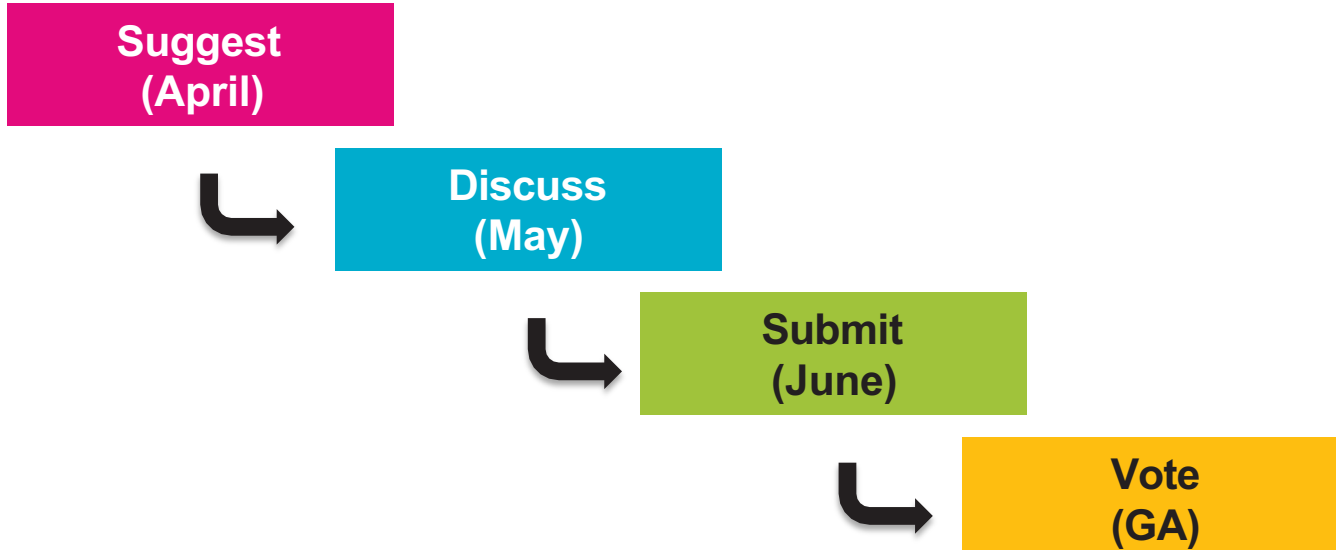 Suggest
(April)
Discuss
(May)
Submit
(June)
Vote
(GA)